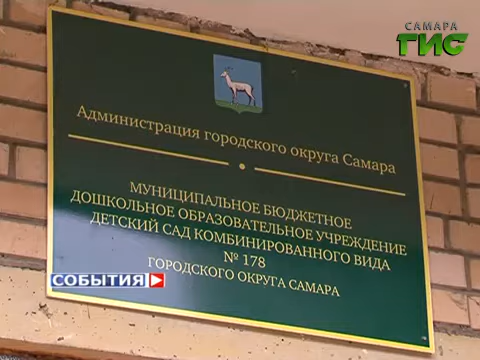 САМАРА
ГИС
Администрация городского округа Самара
МУНИЦИПАЛЬНОЕ БЮДЖЕТНОЕ
ДОШКОЛЬНОЕ ОБРАЗОВАТЕЛЬНОЕ УЧРЕЖДЕНИЕ
ДЕТСКИЙ САД КОМБИНИРОВАННОГО ВИДА
№ 178
ГОРОДСКОГО ОКРУГА САМАРА
СОБЫТИЯ